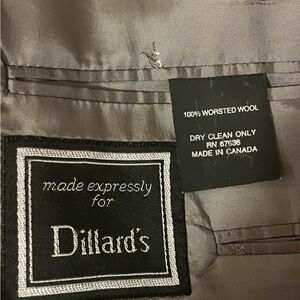 100% WORSTED WOOL
DRY CLEAN ONLY
RN 67636
MADE IN CANADA
made expressly
for
Dillard's